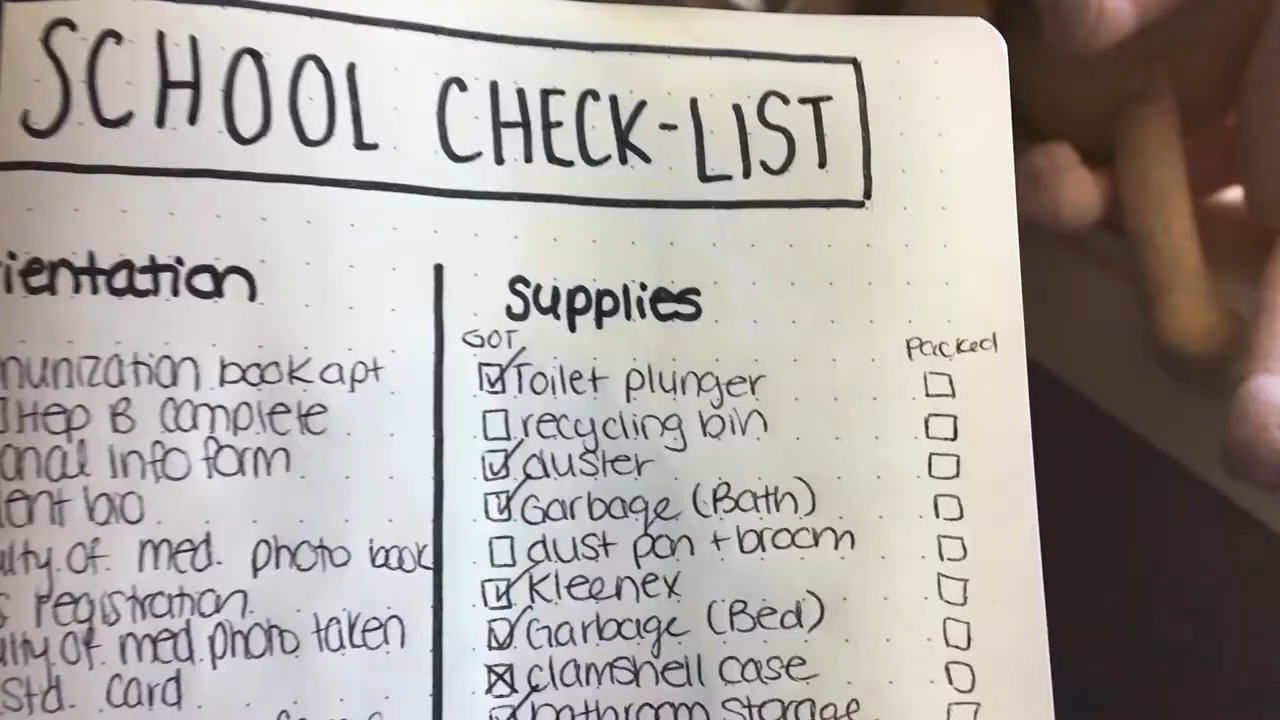 SCHOOL CHECK-LIST
ientation
nunization book apt
Hep B complete
onal info form
ent bio
ulty of med. photo book
s registration
ulty of med. photo taken
std. card
Supplies
GOT
Packed
Toilet plunger
recycling bin
duster
Garbage (Bath)
dust pan + broom
Kleenex
Garbage (Bed)
clamshell case
bathroom storage